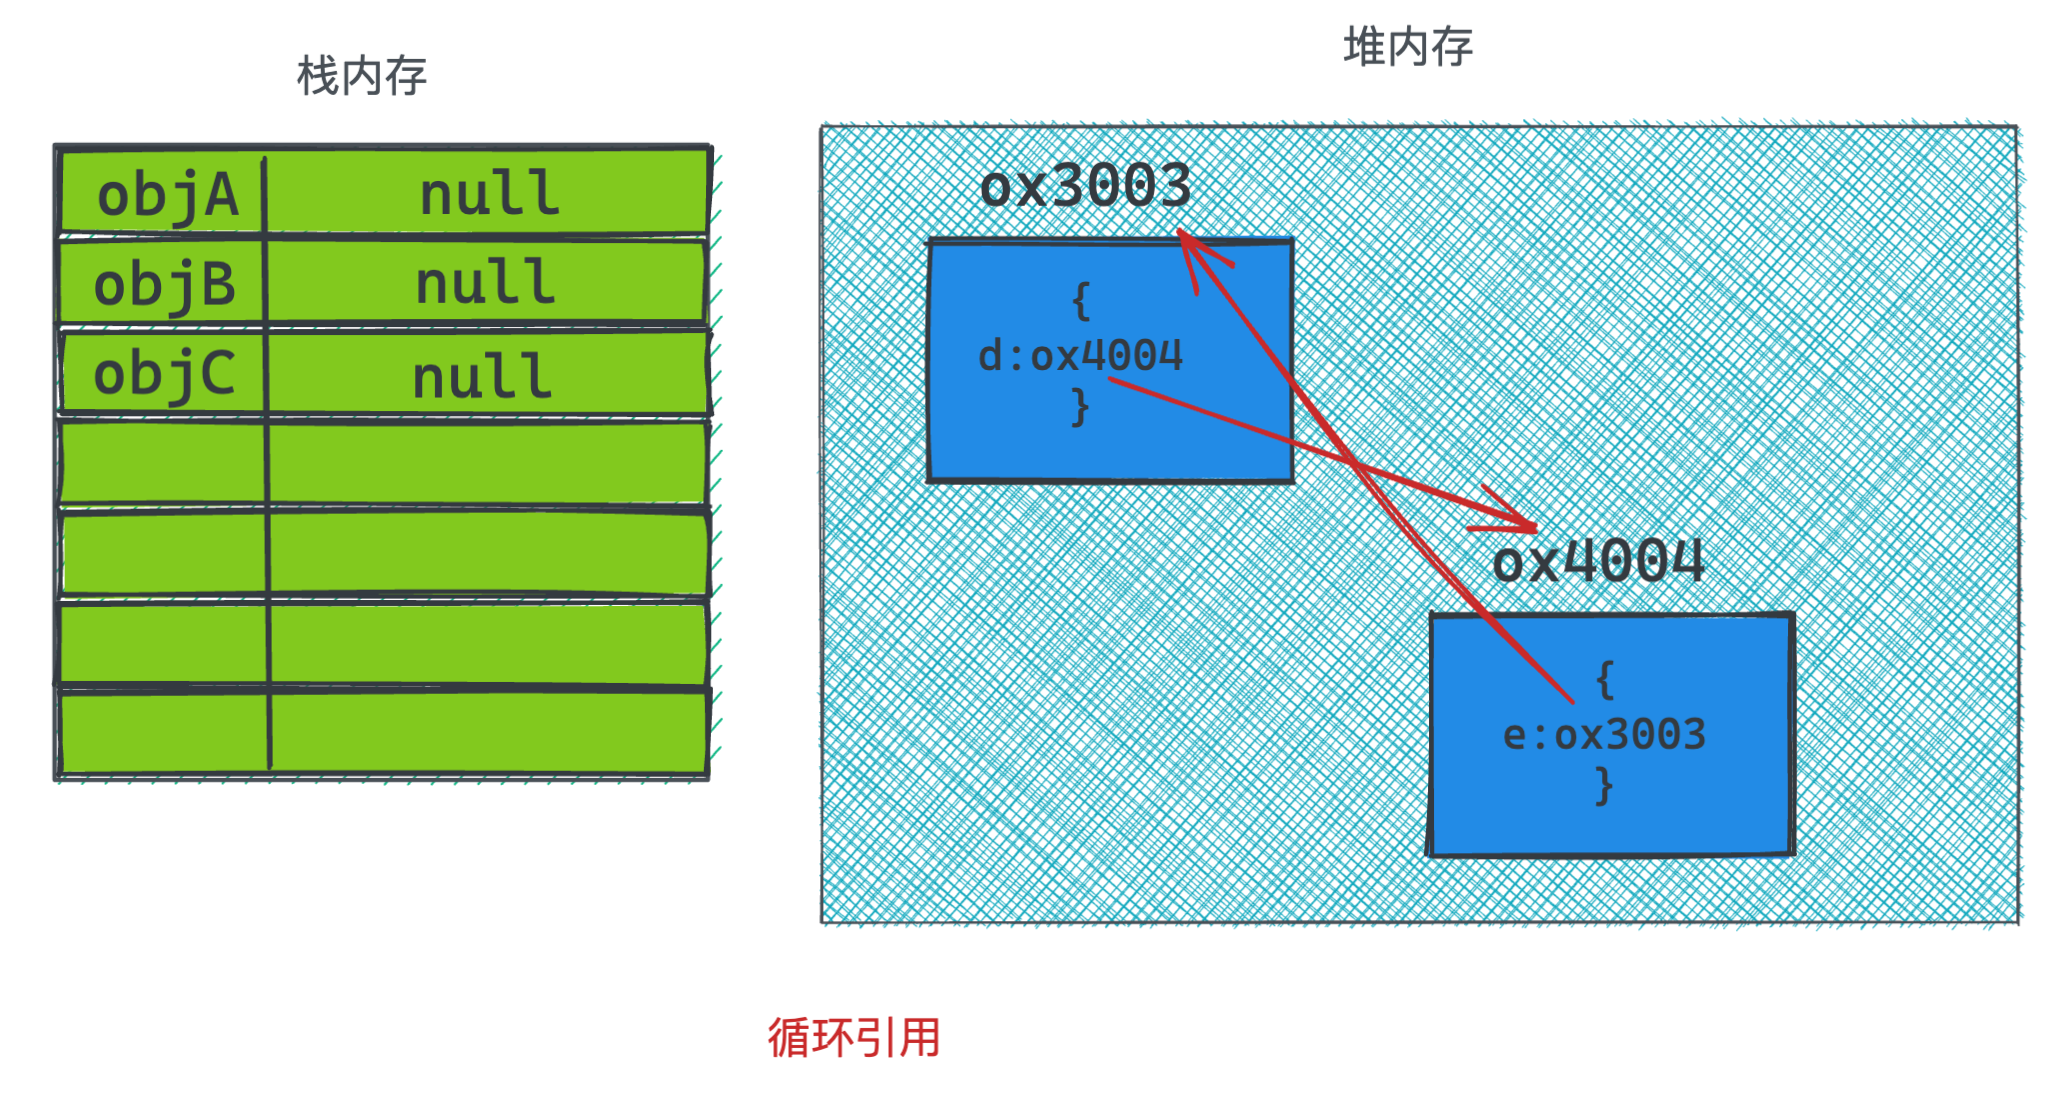 栈内存
堆内存
objA null
objB null
objC null
ox3003
{
d:ox4004
}
ox4004
{
e:ox3003
}
循环引用